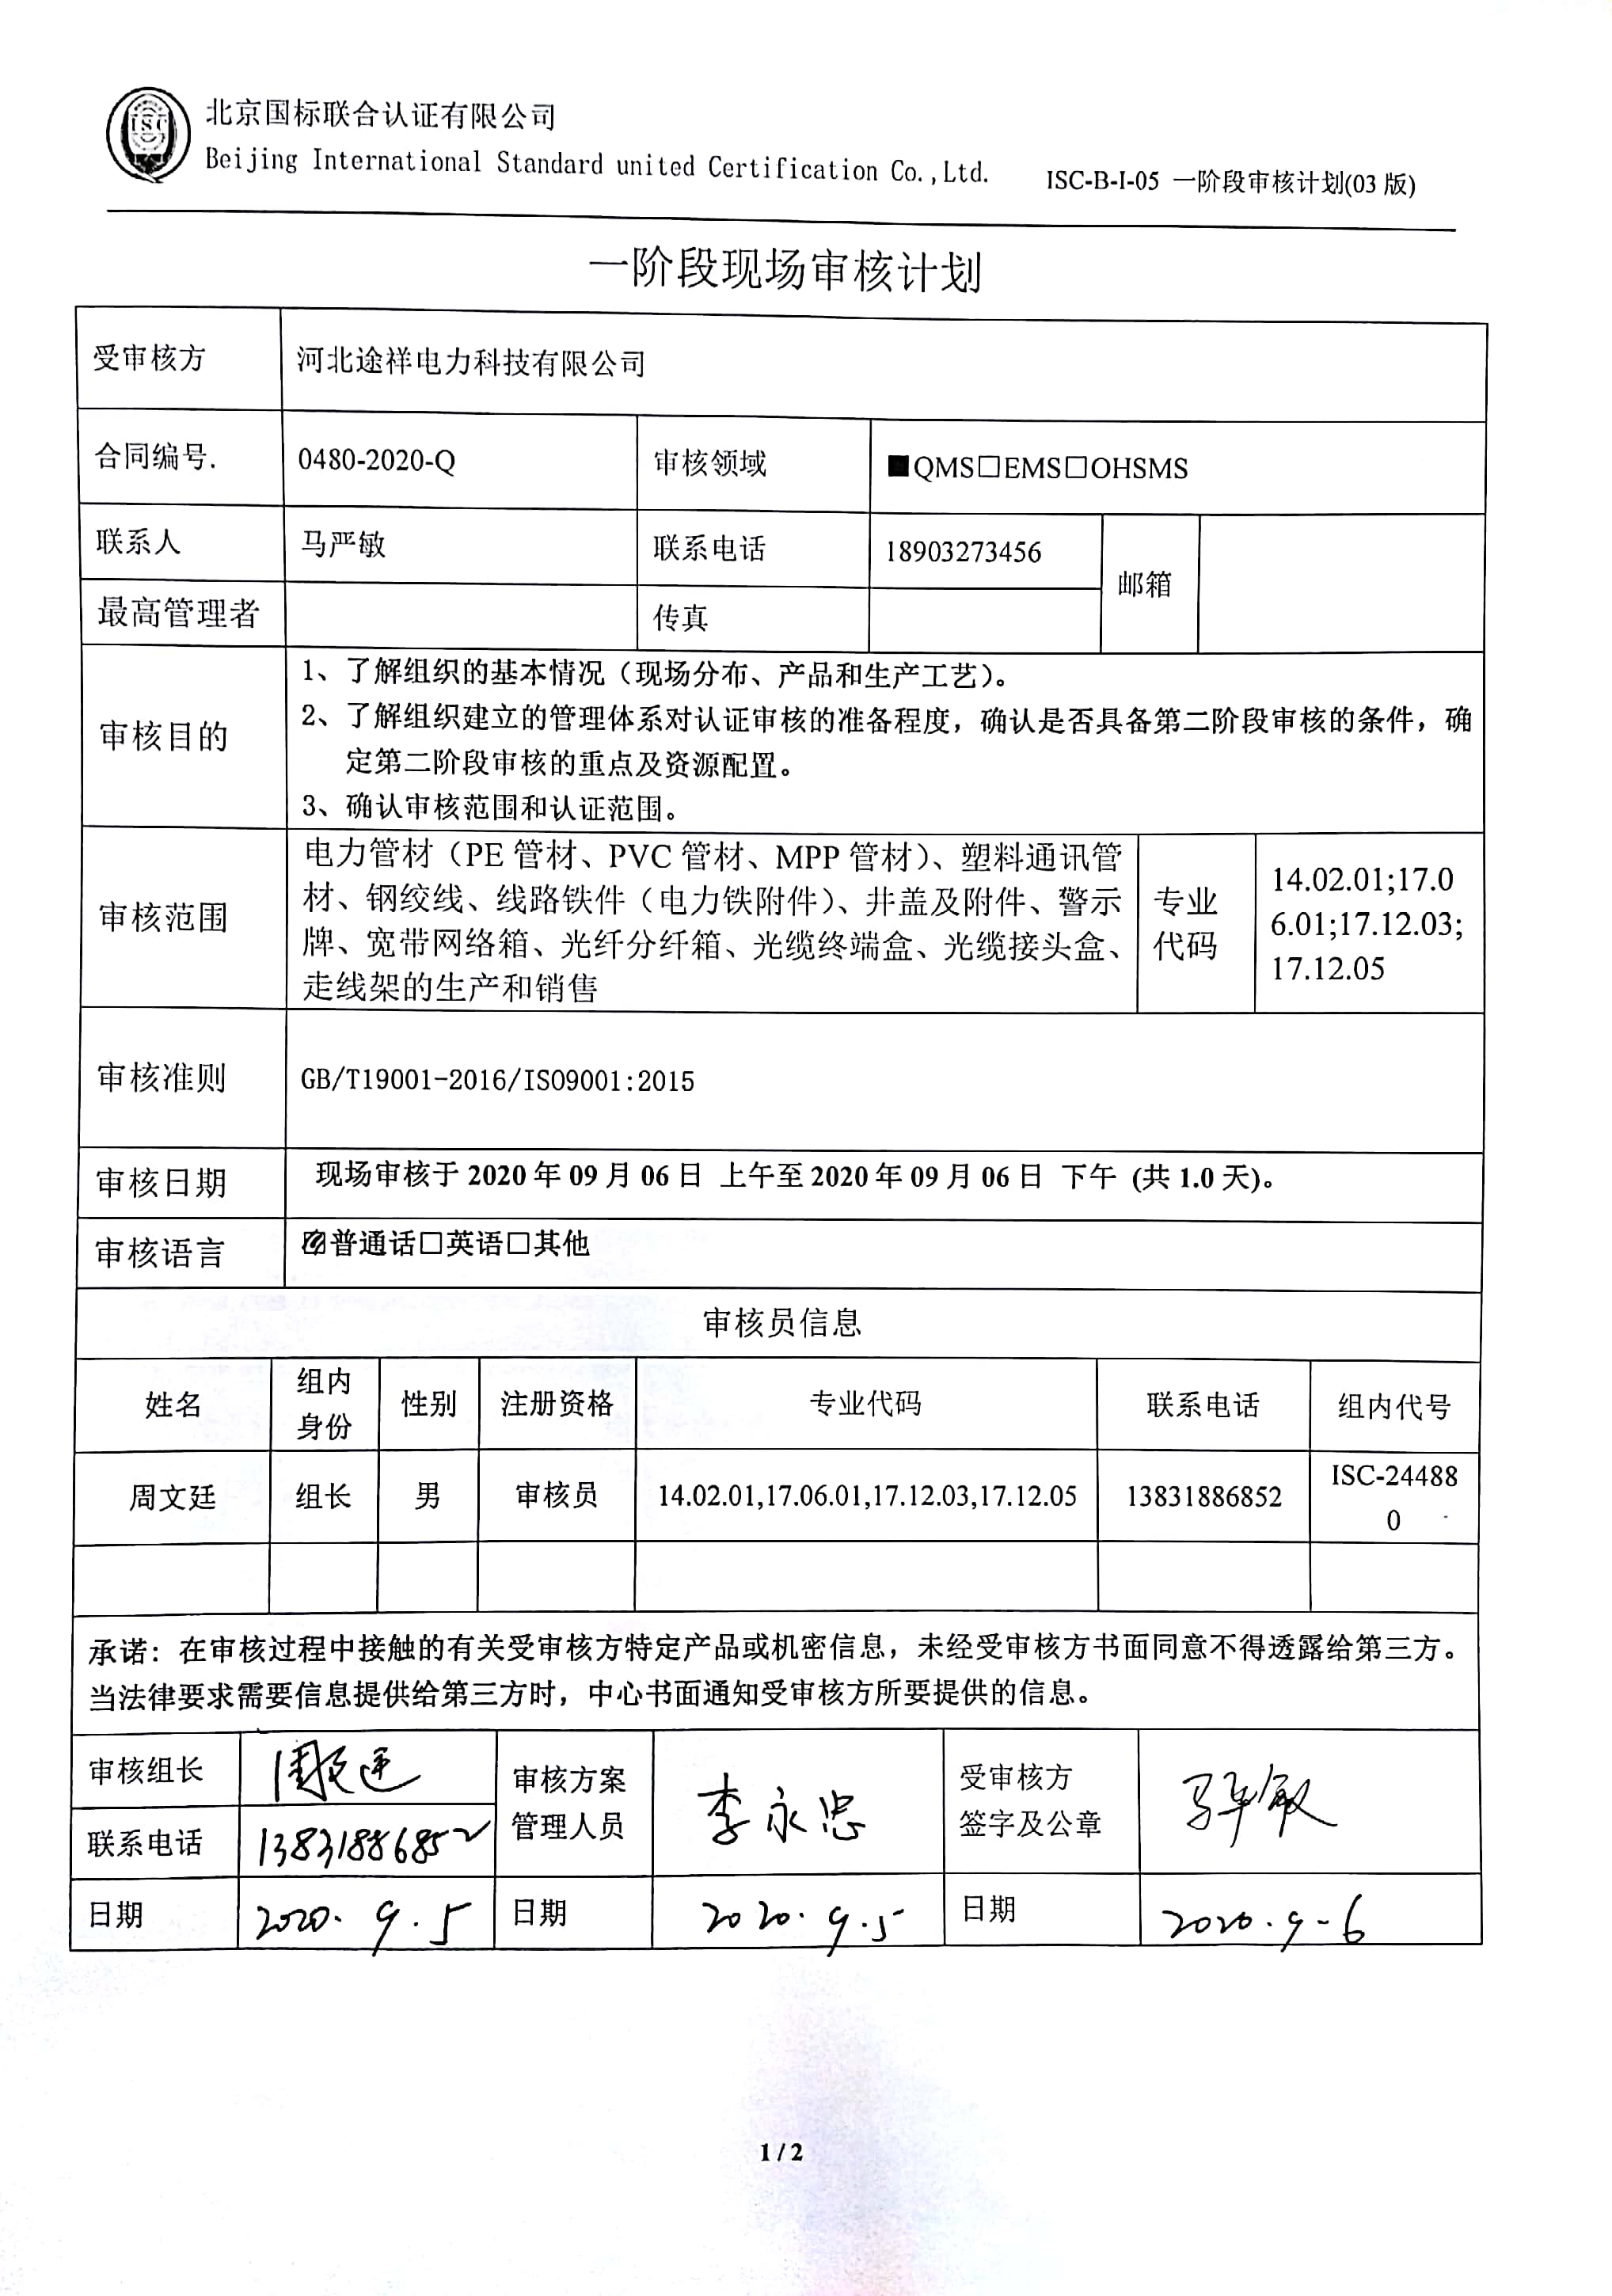 ISC
北京国标联合认证有限公司
Beijing International Standard united Certification Co.,Ltd.
ISC-B-I-05 一阶段审核计划(03 版)
一阶段现场审核计划
受审核方 河北途祥电力科技有限公司
合同编号. 0480-2020-Q 审核领域 ■QMS□EMS□OHSMS
联系人 马严敏 联系电话 18903273456 邮箱
最高管理者 传真
审核目的
1、了解组织的基本情况（现场分布、产品和生产工艺）。
2、了解组织建立的管理体系对认证审核的准备程度，确认是否具备第二阶段审核的条件，确
定第二阶段审核的重点及资源配置。
3、确认审核范围和认证范围。
审核范围
电力管材（PE 管材、PVC 管材、MPP 管材）、塑料通讯管
材、钢绞线、线路铁件（电力铁附件）、井盖及附件、警示
牌、宽带网络箱、光纤分纤箱、光缆终端盒、光缆接头盒、
走线架的生产和销售
专业
代码
14.02.01;17.0
6.01;17.12.03;
17.12.05
审核准则 GB/T19001-2016/ISO9001:2015
审核日期 现场审核于 2020 年 09 月 06 日 上午至 2020 年 09 月 06 日 下午 (共 1.0 天)。
审核语言 ☑普通话□英语□其他
审核员信息
姓名 组内
身份 性别 注册资格 专业代码 联系电话 组内代号
周文廷 组长 男 审核员 14.02.01,17.06.01,17.12.03,17.12.05 13831886852 ISC-24488
0
承诺：在审核过程中接触的有关受审核方特定产品或机密信息，未经受审核方书面同意不得透露给第三方。
当法律要求需要信息提供给第三方时，中心书面通知受审核方所要提供的信息。
审核组长 周文廷
联系电话 13831886852
审核方案
管理人员
李永忠
受审核方
签字及公章
马严敏
日期 2020.9.5 日期 2020.9.5 日期 2020.9-6
1 / 2